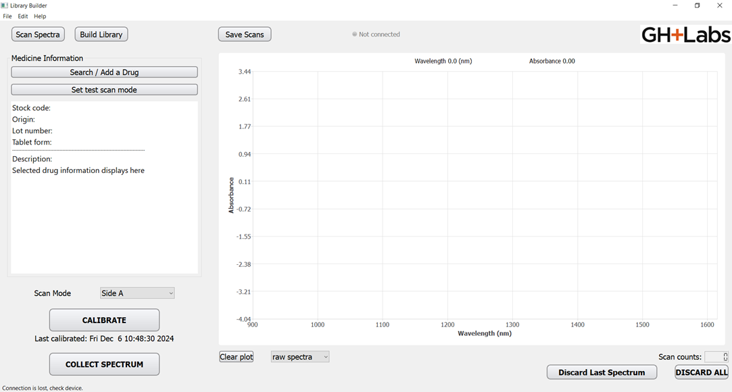 Library Builder
File Edit Help
Scan Spectra Build Library Save Scans Not connected GH+Labs
Medicine Information
Search / Add a Drug
Set test scan mode
Stock code:
Origin:
Lot number:
Tablet form:
Description:
Selected drug information displays here
Scan Mode Side A
CALIBRATE
Last calibrated: Fri Dec 6 10:48:30 2024
COLLECT SPECTRUM
Wavelength 0.0 (nm) Absorbance 0.00
3.44
2.61
1.77
0.94
0.11
-0.72
-1.55
-2.38
-3.21
-4.04
Absorbance
900 1000 1100 1200 1300 1400 1500 1600
Wavelength (nm)
Clear plot raw spectra Scan counts: 0
Discard Last Spectrum DISCARD ALL
Connection is lost, check device.